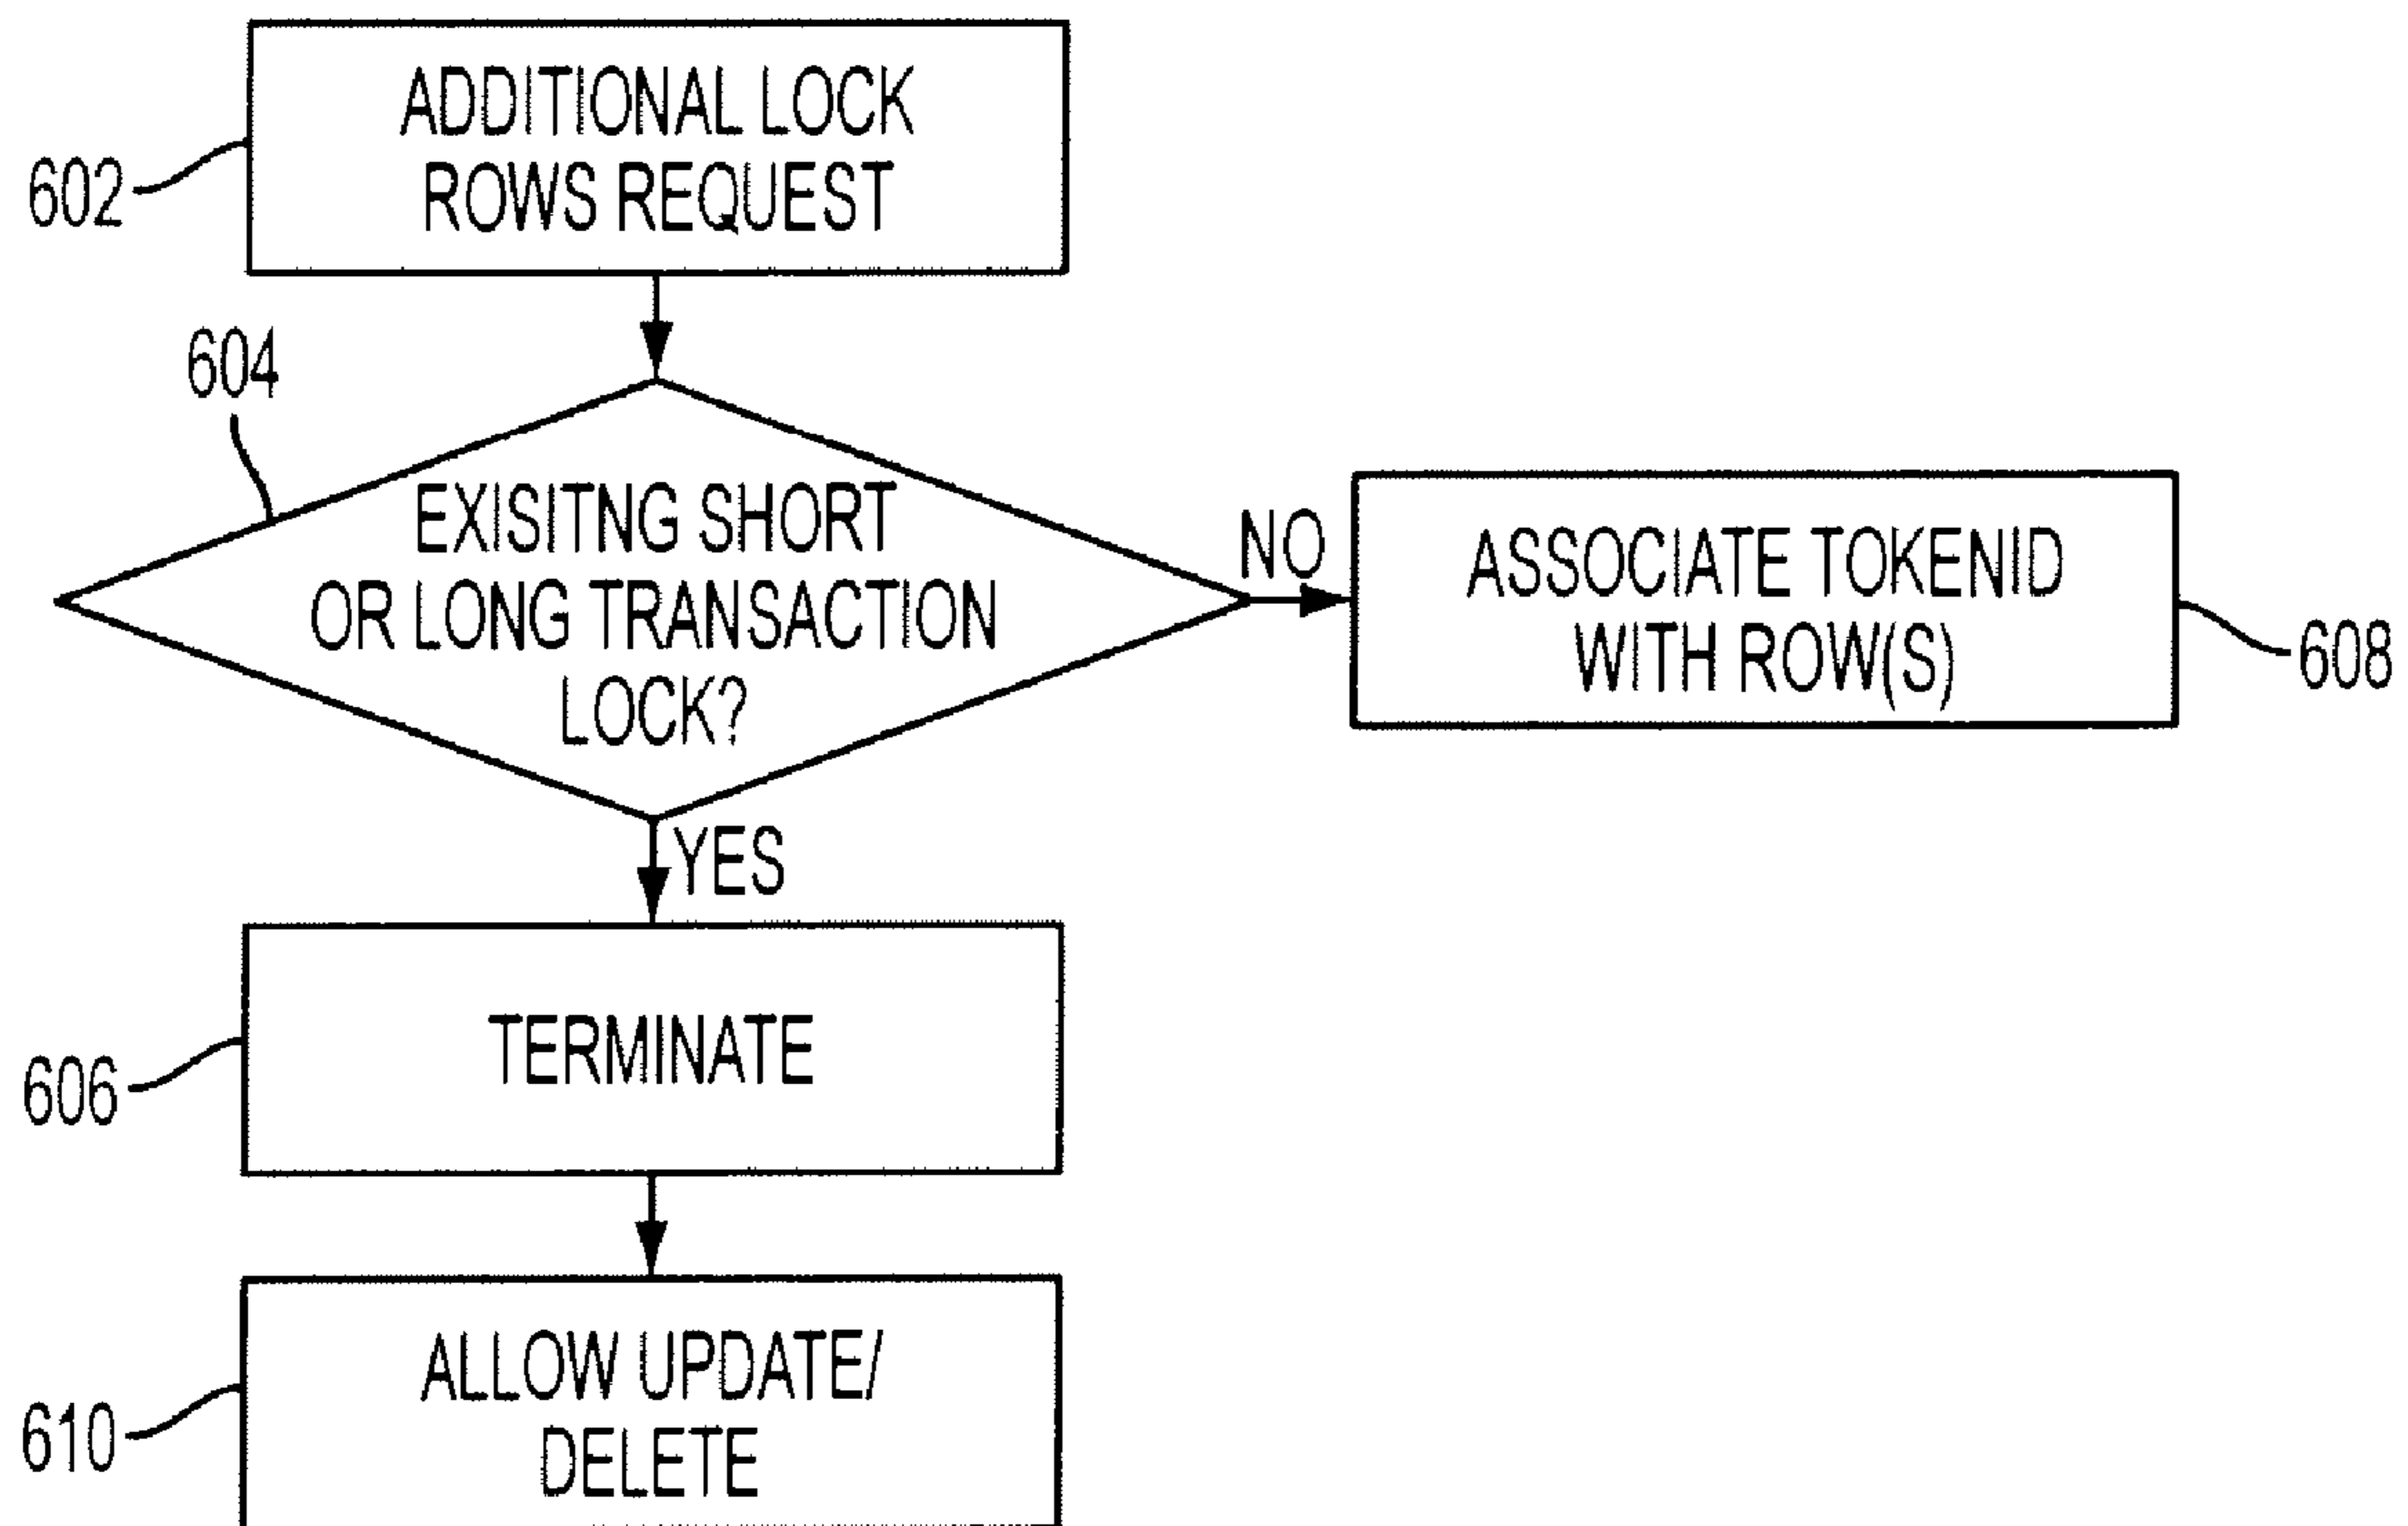 ADDITIONAL LOCK
ROWS REQUEST
602
604
EXISITNG SHORT
OR LONG TRANSACTION
LOCK?
NO
ASSOCIATE TOKENID
WITH ROW(S)
608
YES
TERMINATE
606
ALLOW UPDATE/
DELETE
610